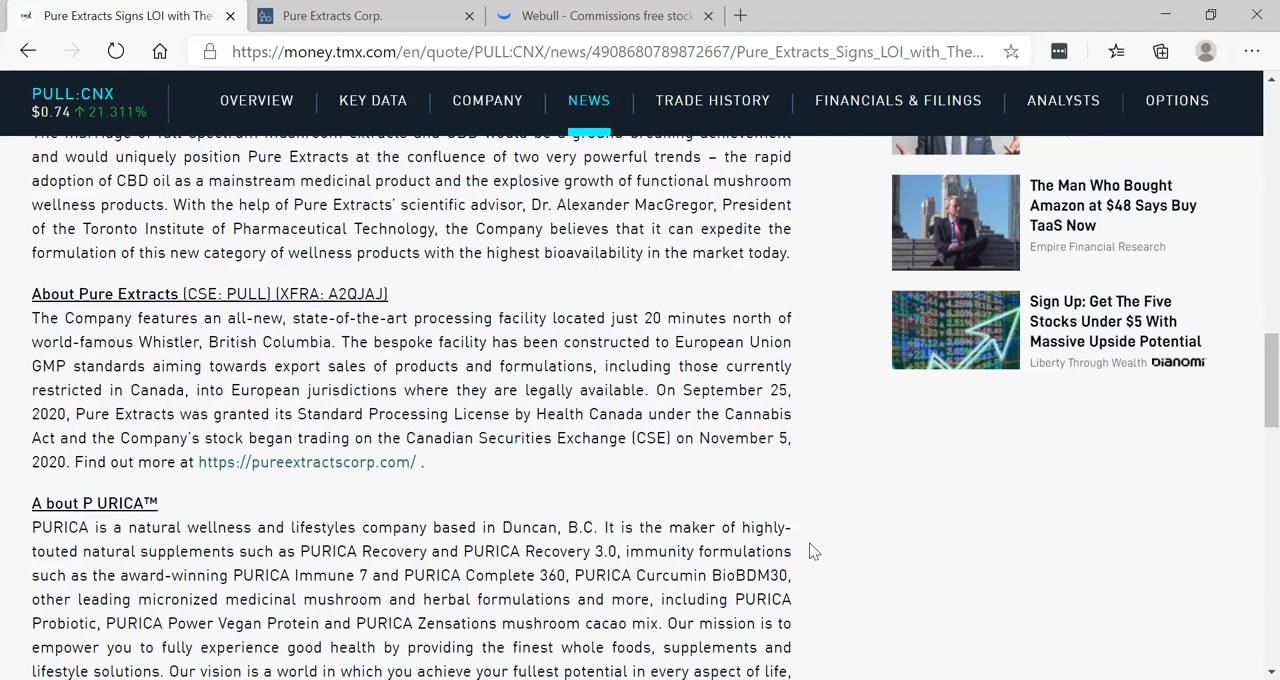 Pure Extracts Signs LOI with The
Pure Extracts Corp.
Webull - Commissions free stoc
https://money.tmx.com/en/quote/PULL:CNX/news/4908680789872667/Pure_Extracts_Signs_LOI_with_The...
PULL:CNX
$0.74 ↑ 21.311%
OVERVIEW
KEY DATA
COMPANY
NEWS
TRADE HISTORY
FINANCIALS & FILINGS
ANALYSTS
OPTIONS
The marriage of full spectrum mushroom extracts and CBD would be a ground-breaking achievement
and would uniquely position Pure Extracts at the confluence of two very powerful trends – the rapid
adoption of CBD oil as a mainstream medicinal product and the explosive growth of functional mushroom
wellness products. With the help of Pure Extracts' scientific advisor, Dr. Alexander MacGregor, President
of the Toronto Institute of Pharmaceutical Technology, the Company believes that it can expedite the
formulation of this new category of wellness products with the highest bioavailability in the market today.
About Pure Extracts (CSE: PULL) (XFRA: A2QJAJ)
The Company features an all-new, state-of-the-art processing facility located just 20 minutes north of
world-famous Whistler, British Columbia. The bespoke facility has been constructed to European Union
GMP standards aiming towards export sales of products and formulations, including those currently
restricted in Canada, into European jurisdictions where they are legally available. On September 25,
2020, Pure Extracts was granted its Standard Processing License by Health Canada under the Cannabis
Act and the Company's stock began trading on the Canadian Securities Exchange (CSE) on November 5,
2020. Find out more at https://pureextractscorp.com/ .
A bout P URICA™
PURICA is a natural wellness and lifestyles company based in Duncan, B.C. It is the maker of highly-
touted natural supplements such as PURICA Recovery and PURICA Recovery 3.0, immunity formulations
such as the award-winning PURICA Immune 7 and PURICA Complete 360, PURICA Curcumin BioBDM30,
other leading micronized medicinal mushroom and herbal formulations and more, including PURICA
Probiotic, PURICA Power Vegan Protein and PURICA Zensations mushroom cacao mix. Our mission is to
empower you to fully experience good health by providing the finest whole foods, supplements and
lifestyle solutions. Our vision is a world in which you achieve your fullest potential in every aspect of life,
The Man Who Bought
Amazon at $48 Says Buy
TaaS Now
Empire Financial Research
Sign Up: Get The Five
Stocks Under $5 With
Massive Upside Potential
Liberty Through Wealth DIANOMI